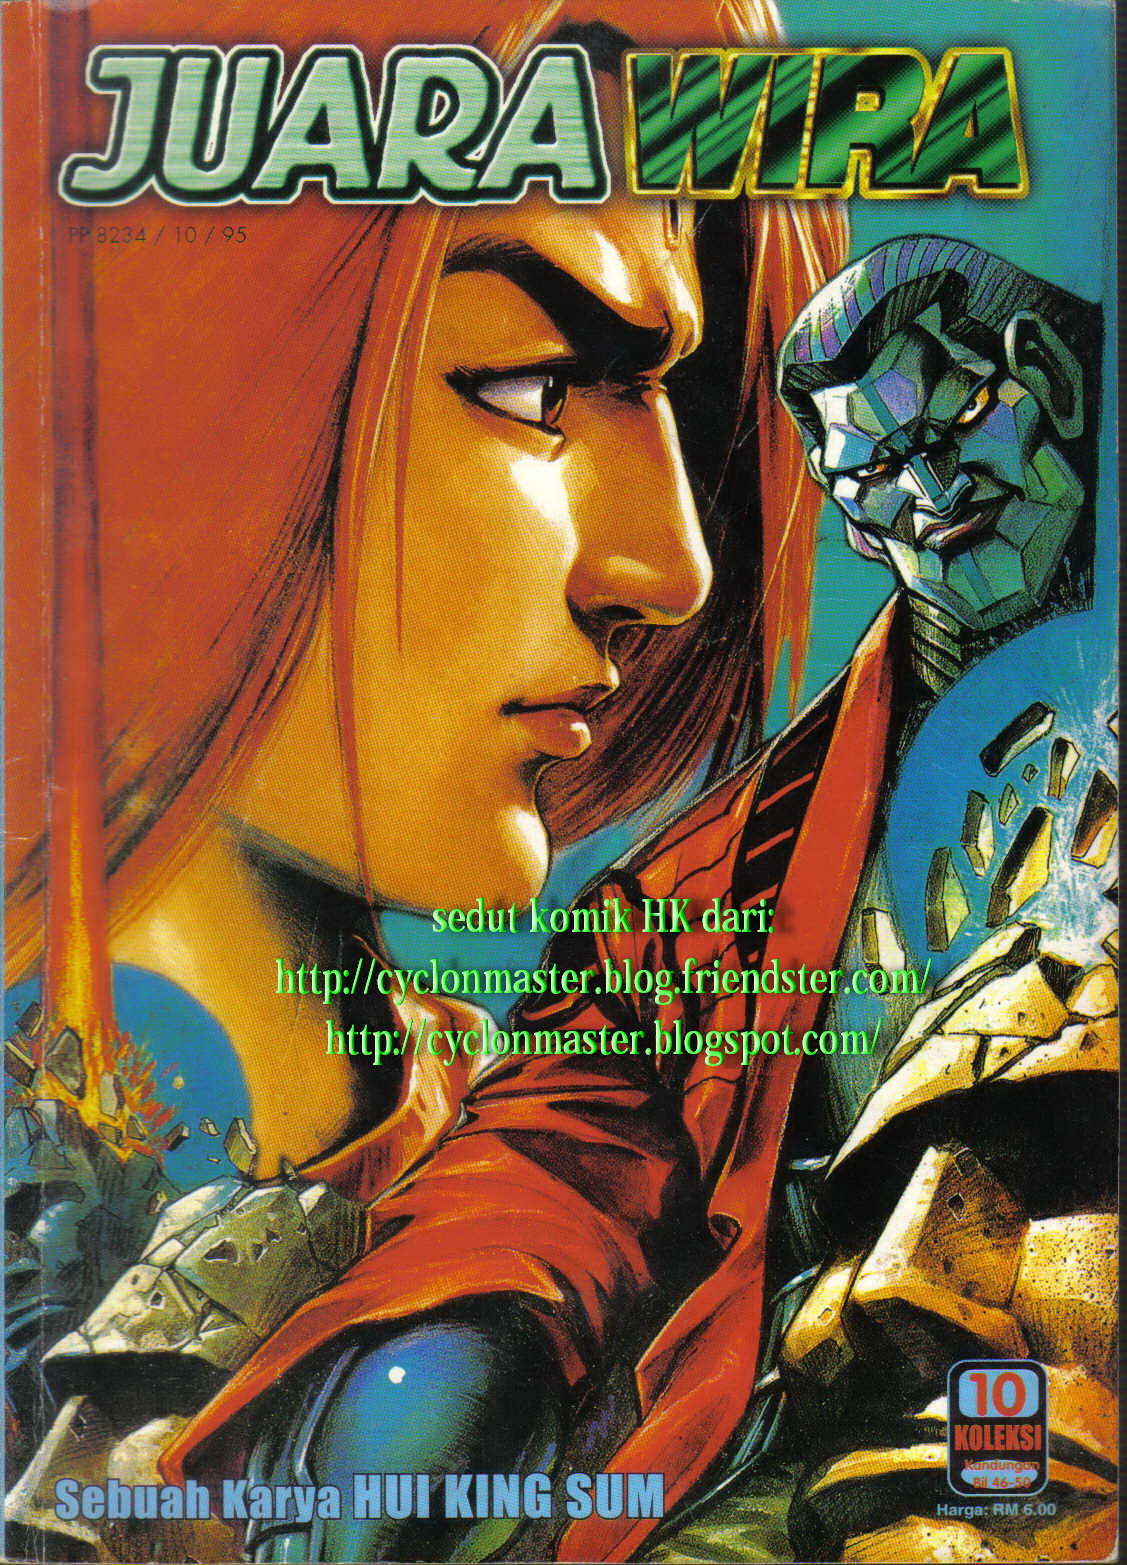 JUARA WIRA
PP 8234 / 10 / 95
sedut komik HK dari:
http://cyclonmaster.blog.friendster.com/
http://cyclonmaster.blogspot.com/
10
KOLEKSI
Kandungan
Bil 46-50
Sebuah Karya HUI KING SUM
Harga: RM 6.00